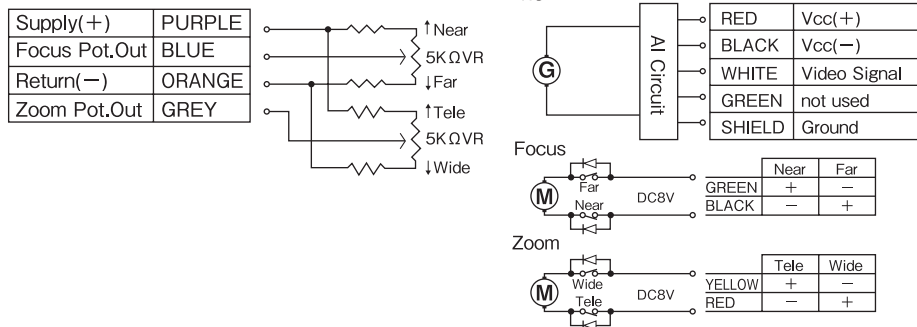 Supply(+) PURPLE
Focus Pot.Out BLUE
Return(−) ORANGE
Zoom Pot.Out GREY
↑Near
5KΩVR
↓Far
↑Tele
5KΩVR
↓Wide
G
AI Circuit
RED Vcc(+)
BLACK Vcc(−)
WHITE Video Signal
GREEN not used
SHIELD Ground
Focus
M
Far
Near
DC8V
Near Far
GREEN + −
BLACK − +
Zoom
M
Wide
Tele
DC8V
Tele Wide
YELLOW + −
RED − +